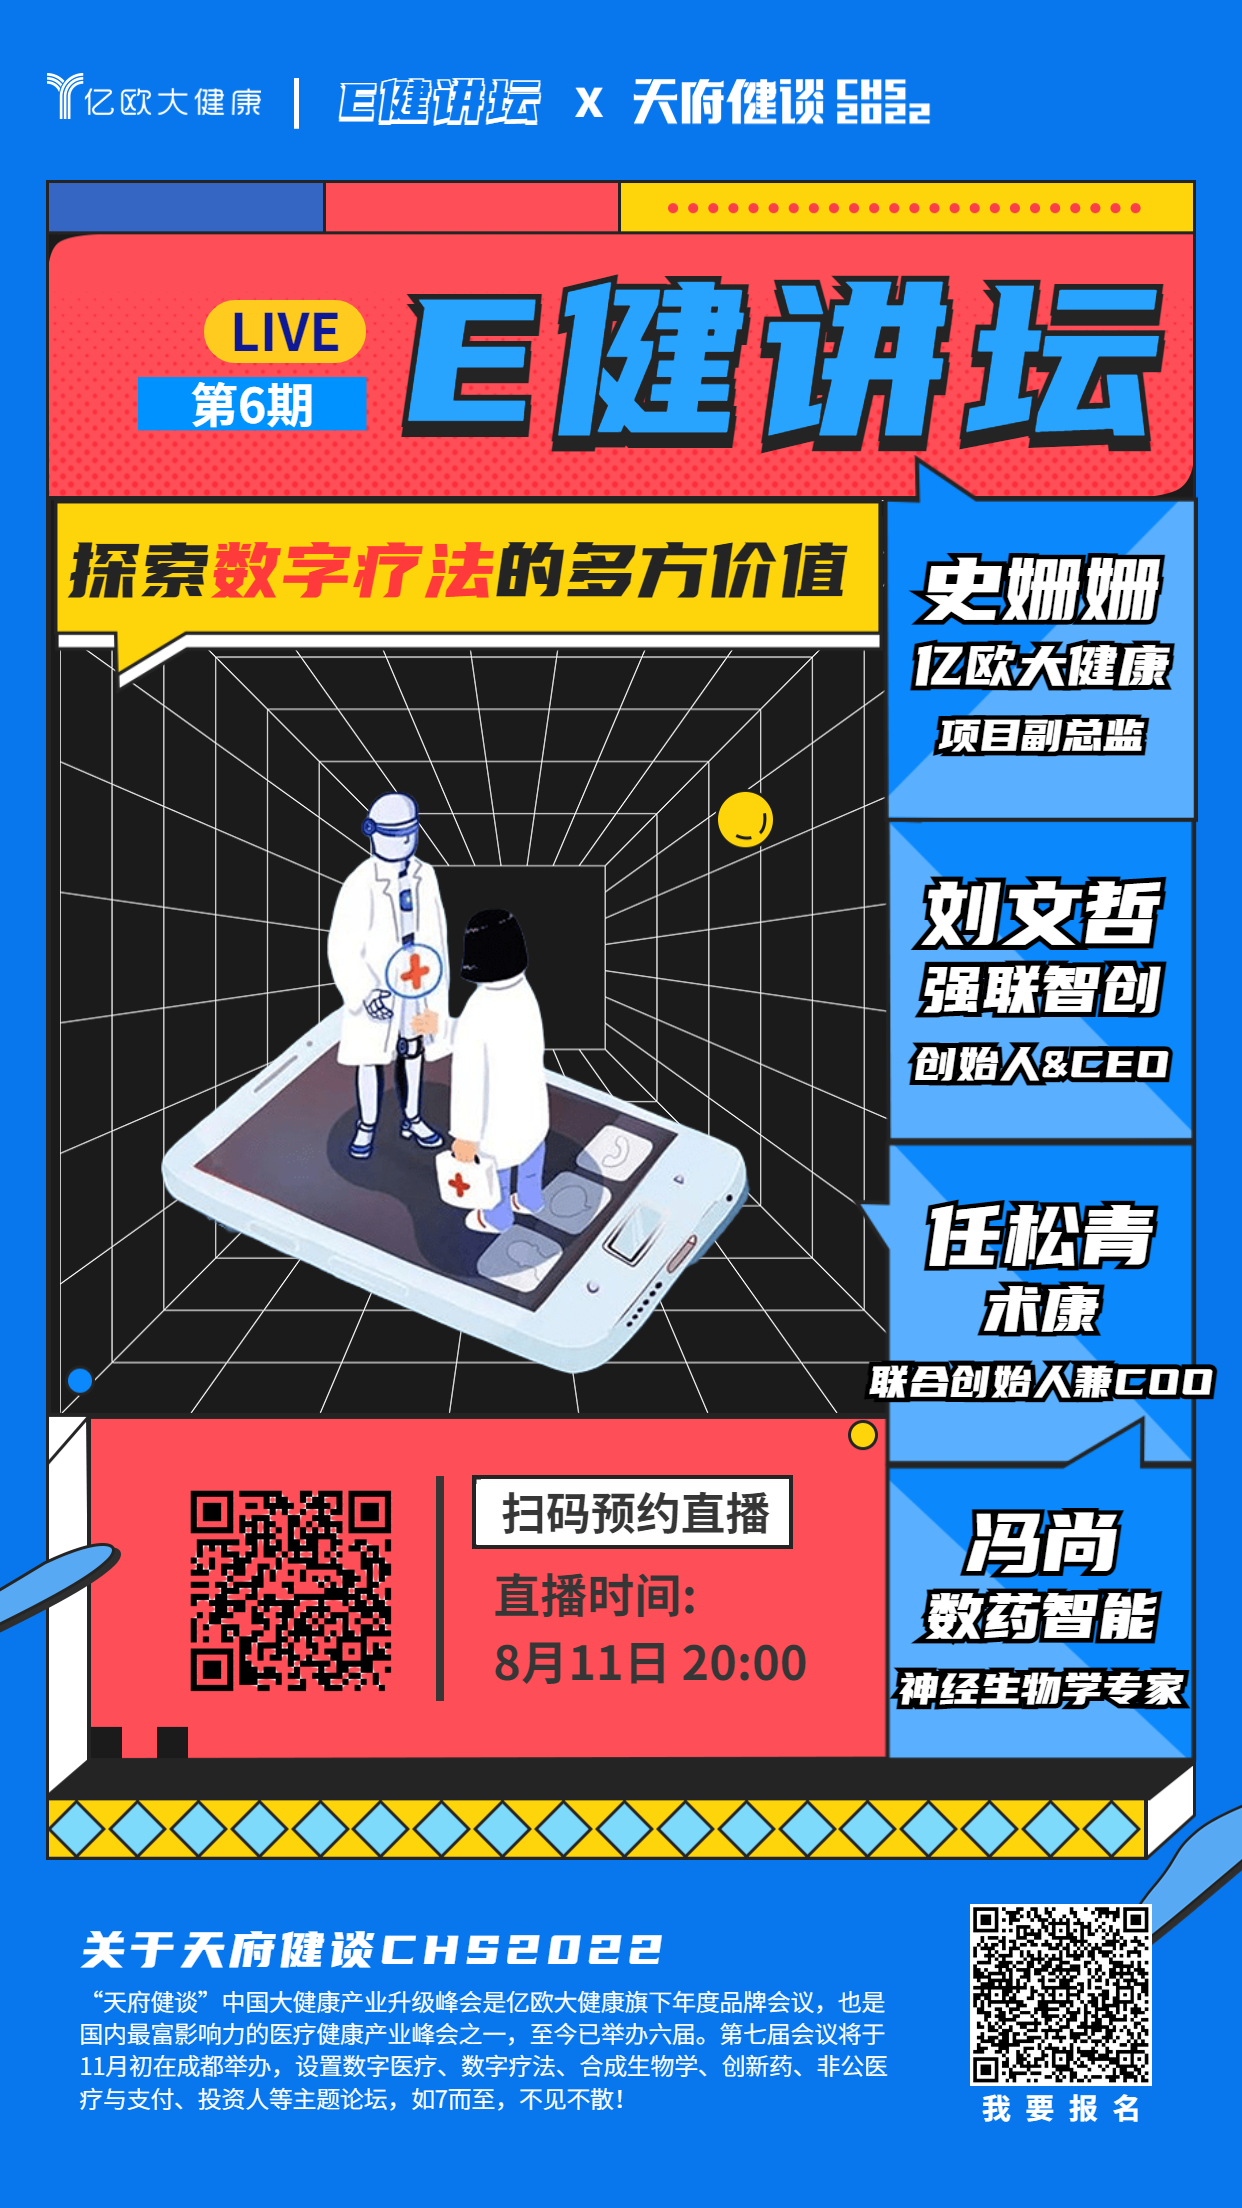 亿欧大健康 E健讲坛 X 天府健谈 CHS 2022
LIVE
第6期
E健讲坛
探索数字疗法的多方价值
史姗姗
亿欧大健康
项目副总监
刘文哲
强联智创
创始人&CEO
任松青
术康
联合创始人兼COO
冯尚
数药智能
神经生物学专家
扫码预约直播
直播时间:
8月11日 20:00
关于天府健谈CHS2022
“天府健谈”中国大健康产业升级峰会是亿欧大健康旗下年度品牌会议，也是
国内最富影响力的医疗健康产业峰会之一，至今已举办六届。第七届会议将于
11月初在成都举办，设置数字医疗、数字疗法、合成生物学、创新药、非公医
疗与支付、投资人等主题论坛，如7而至，不见不散！
我要报名